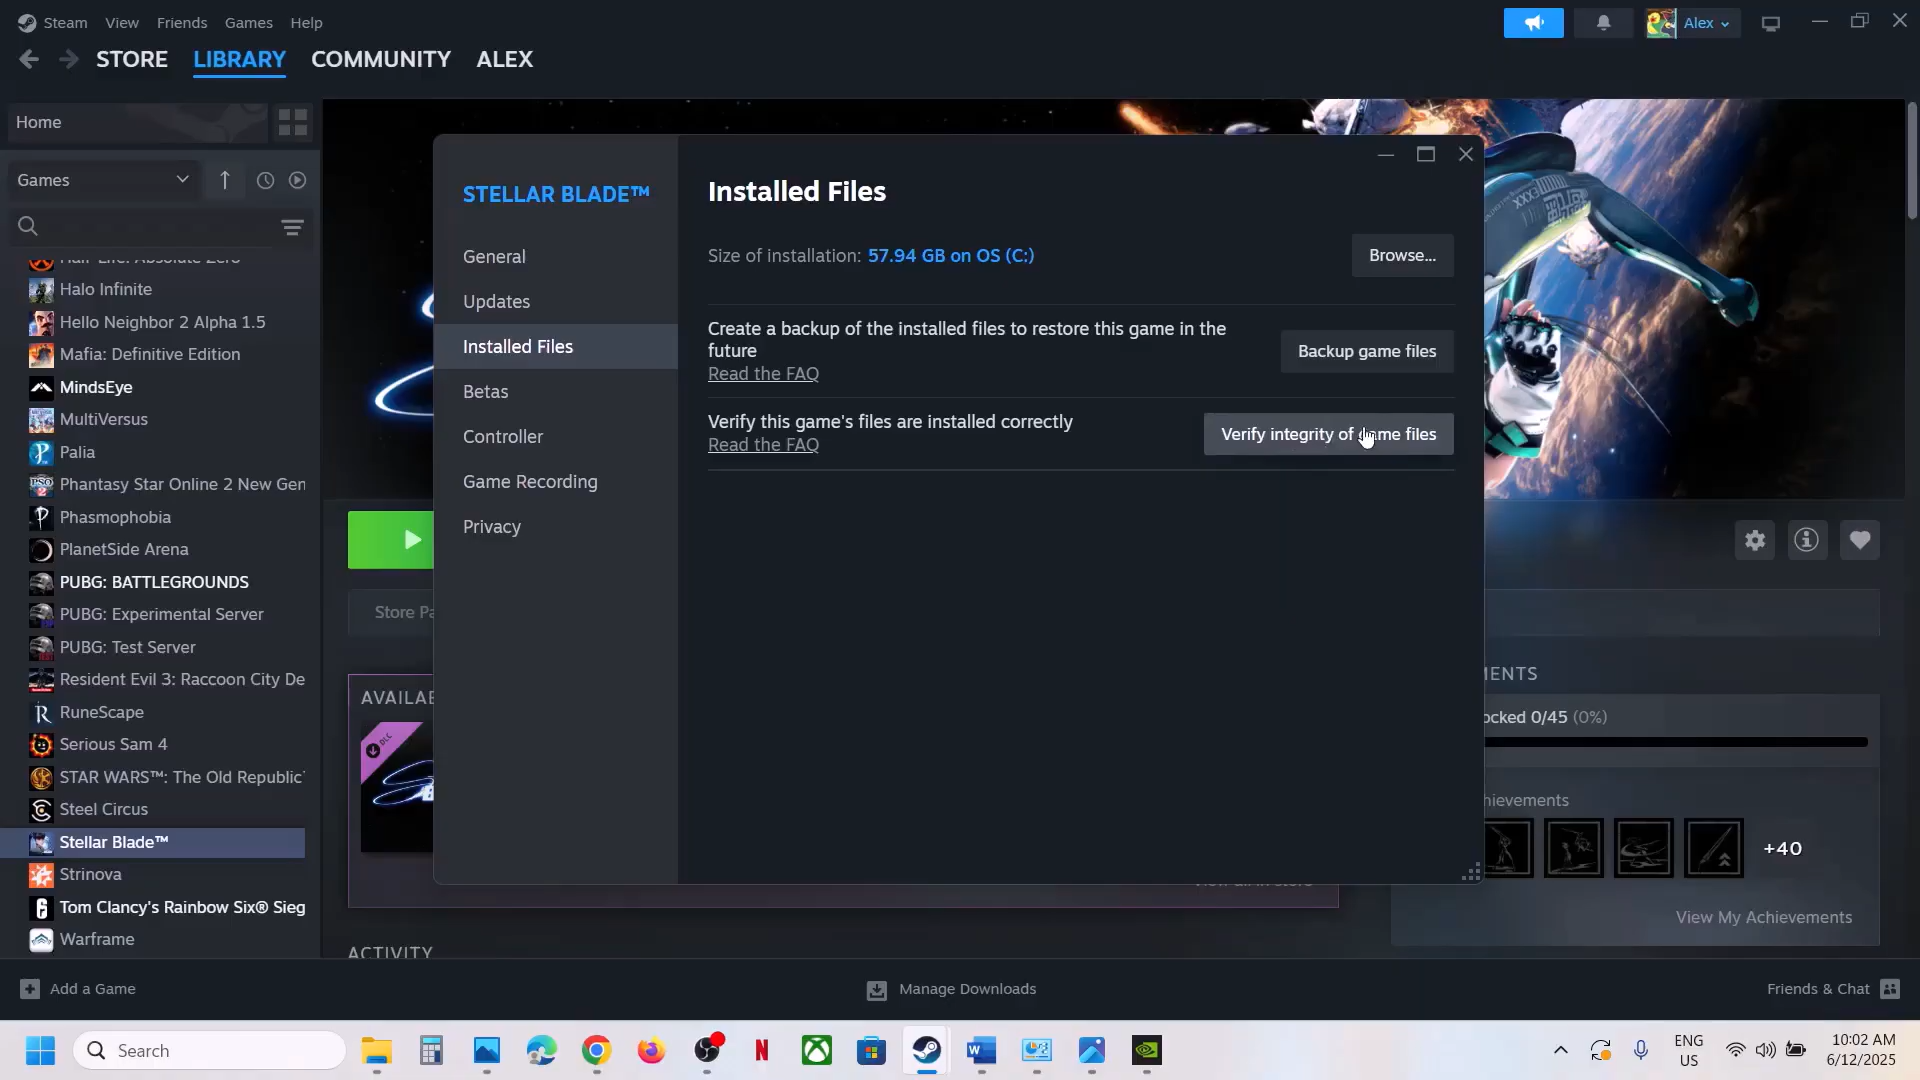 Steam View Friends Games Help
Alex
STORE LIBRARY COMMUNITY ALEX
Home
Games
Halo Infinite
Hello Neighbor 2 Alpha 1.5
Mafia: Definitive Edition
MindsEye
MultiVersus
Palia
Phantasy Star Online 2 New Gen
Phasmophobia
PlanetSide Arena
PUBG: BATTLEGROUNDS
PUBG: Experimental Server
PUBG: Test Server
Resident Evil 3: Raccoon City De
RuneScape
Serious Sam 4
STAR WARS™: The Old Republic
Steel Circus
Stellar Blade™
Strinova
Tom Clancy's Rainbow Six® Sieg
Warframe
STELLAR BLADE™
General
Updates
Installed Files
Betas
Controller
Game Recording
Privacy
Installed Files
Size of installation: 57.94 GB on OS (C:)
Browse...
Create a backup of the installed files to restore this game in the
future
Read the FAQ
Backup game files
Verify this game's files are installed correctly
Read the FAQ
Verify integrity of game files
Store Pa
AVAILAB
DLC
ACTIVITY
MENTS
ocked 0/45 (0%)
hievements
+40
View My Achievements
Add a Game
Manage Downloads
Friends & Chat
Search
ENG
US
10:02 AM
6/12/2025